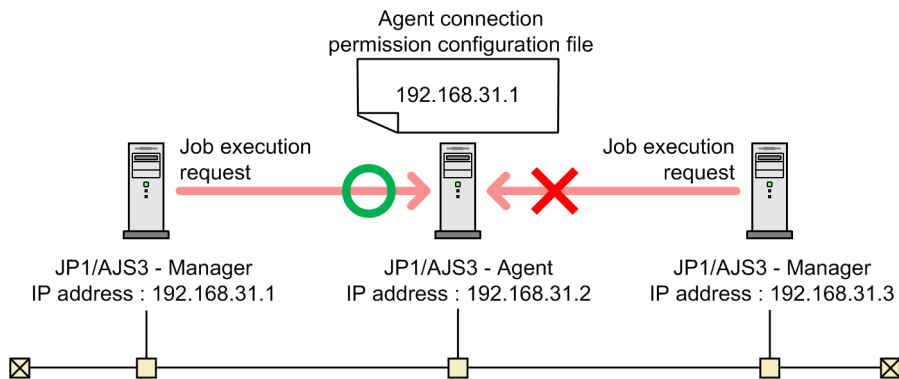 Agent connection
permission configuration file
192.168.31.1
Job execution
request
Job execution
request
JP1/AJS3 - Manager
IP address : 192.168.31.1
JP1/AJS3 - Agent
IP address : 192.168.31.2
JP1/AJS3 - Manager
IP address : 192.168.31.3